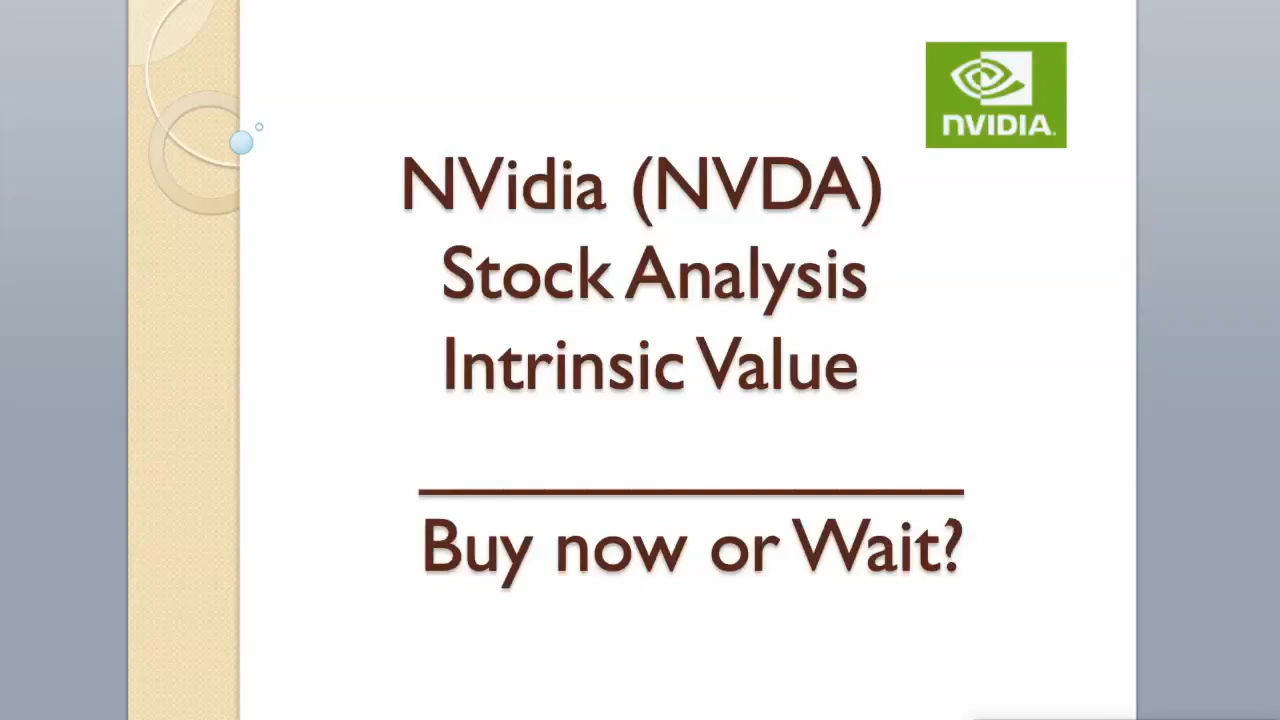 NVIDIA.
NVidia (NVDA)
Stock Analysis
Intrinsic Value
Buy now or Wait?